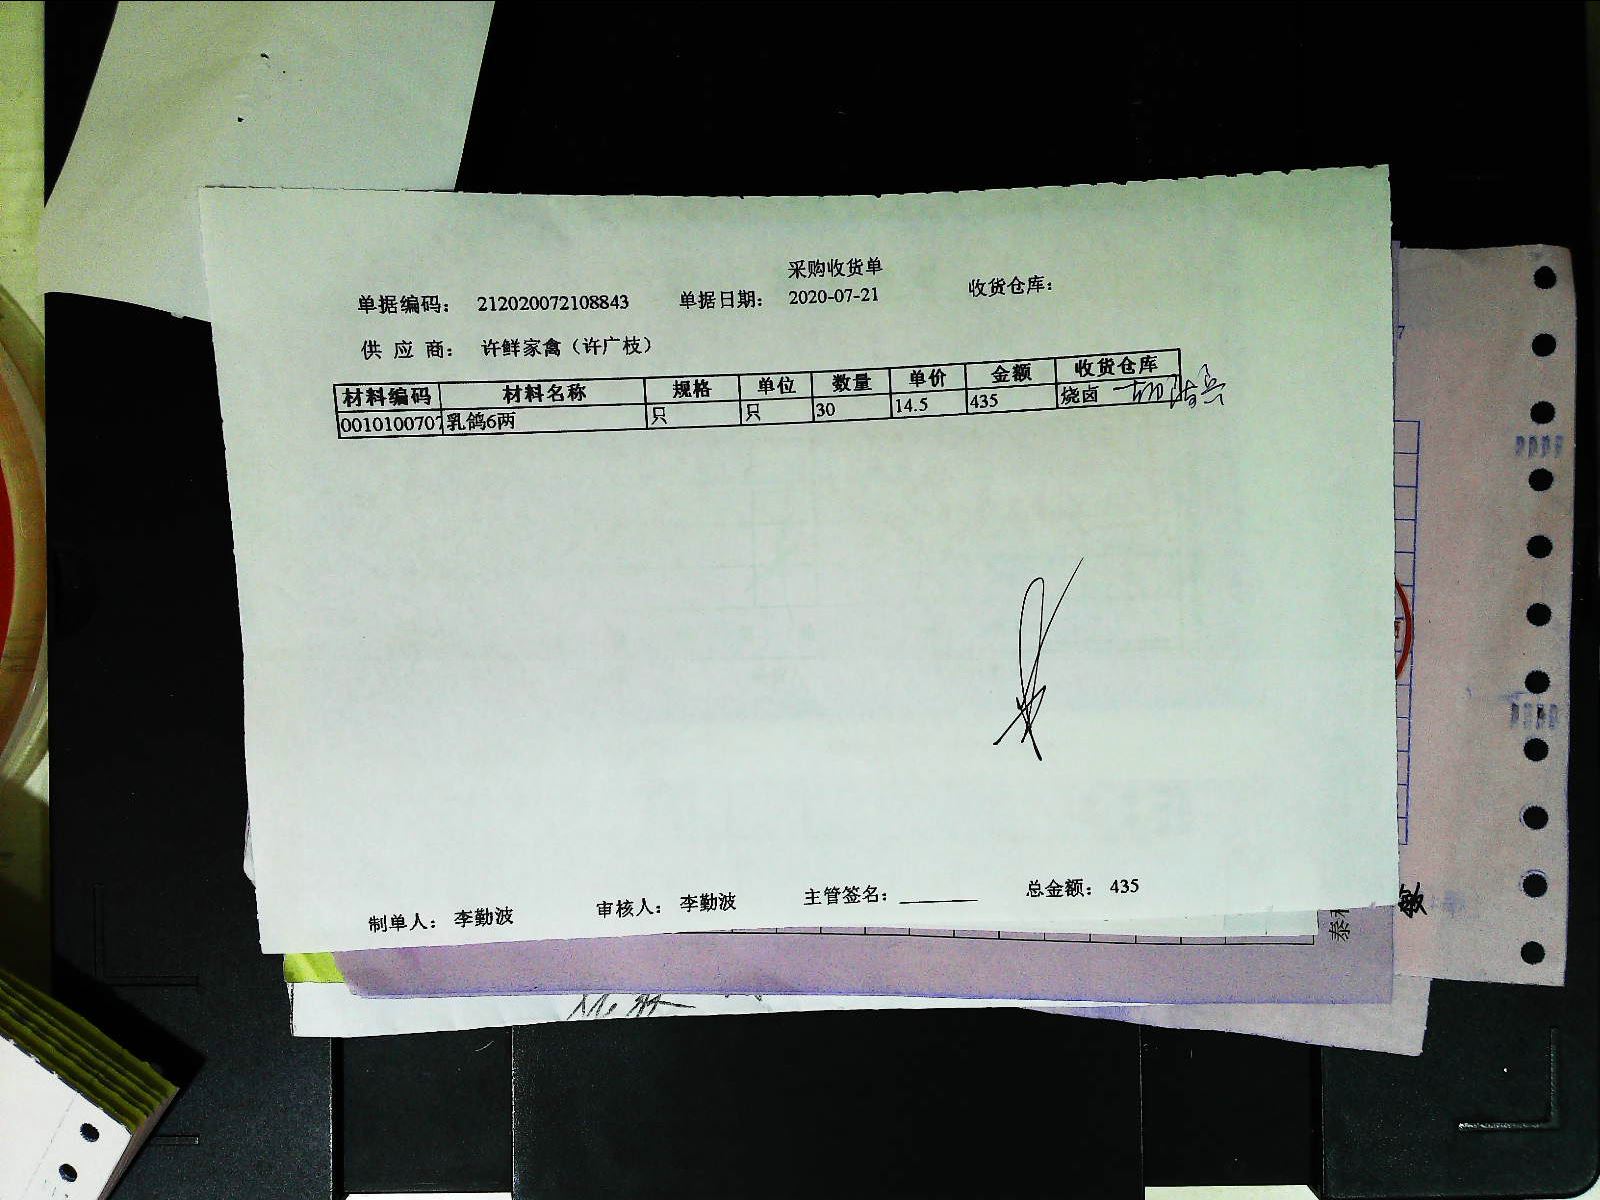 采购收货单
单据编码： 212020072108843 单据日期： 2020-07-21 收货仓库：
供 应 商： 许鲜家禽（许广枝）
材料编码 材料名称 规格 单位 数量 单价 金额 收货仓库
0010100707 乳鸽6两 只 只 30 14.5 435 烧卤
制单人： 李勤波 审核人： 李勤波 主管签名：______ 总金额： 435